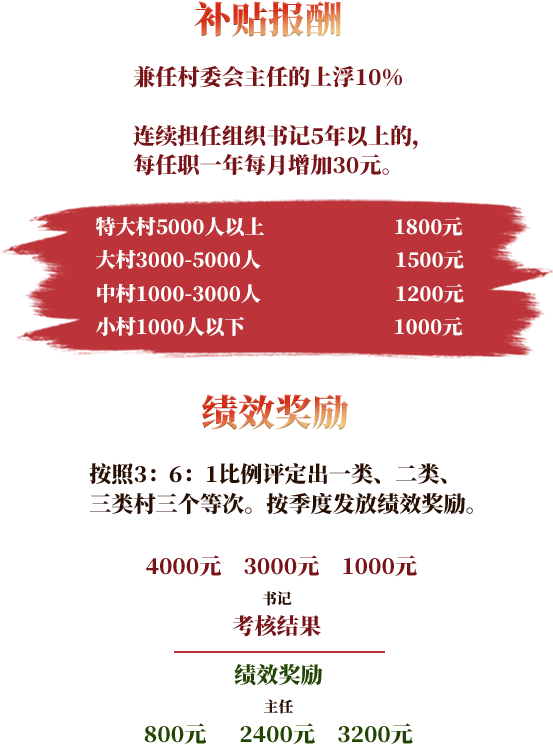 补贴报酬
兼任村委会主任的上浮10%
连续担任组织书记5年以上的，
每任职一年每月增加30元。
特大村5000人以上 1800元
大村3000-5000人 1500元
中村1000-3000人 1200元
小村1000人以下 1000元
绩效奖励
按照3：6：1比例评定出一类、二类、
三类村三个等次。按季度发放绩效奖励。
4000元 3000元 1000元
书记
考核结果
绩效奖励
主任
800元 2400元 3200元